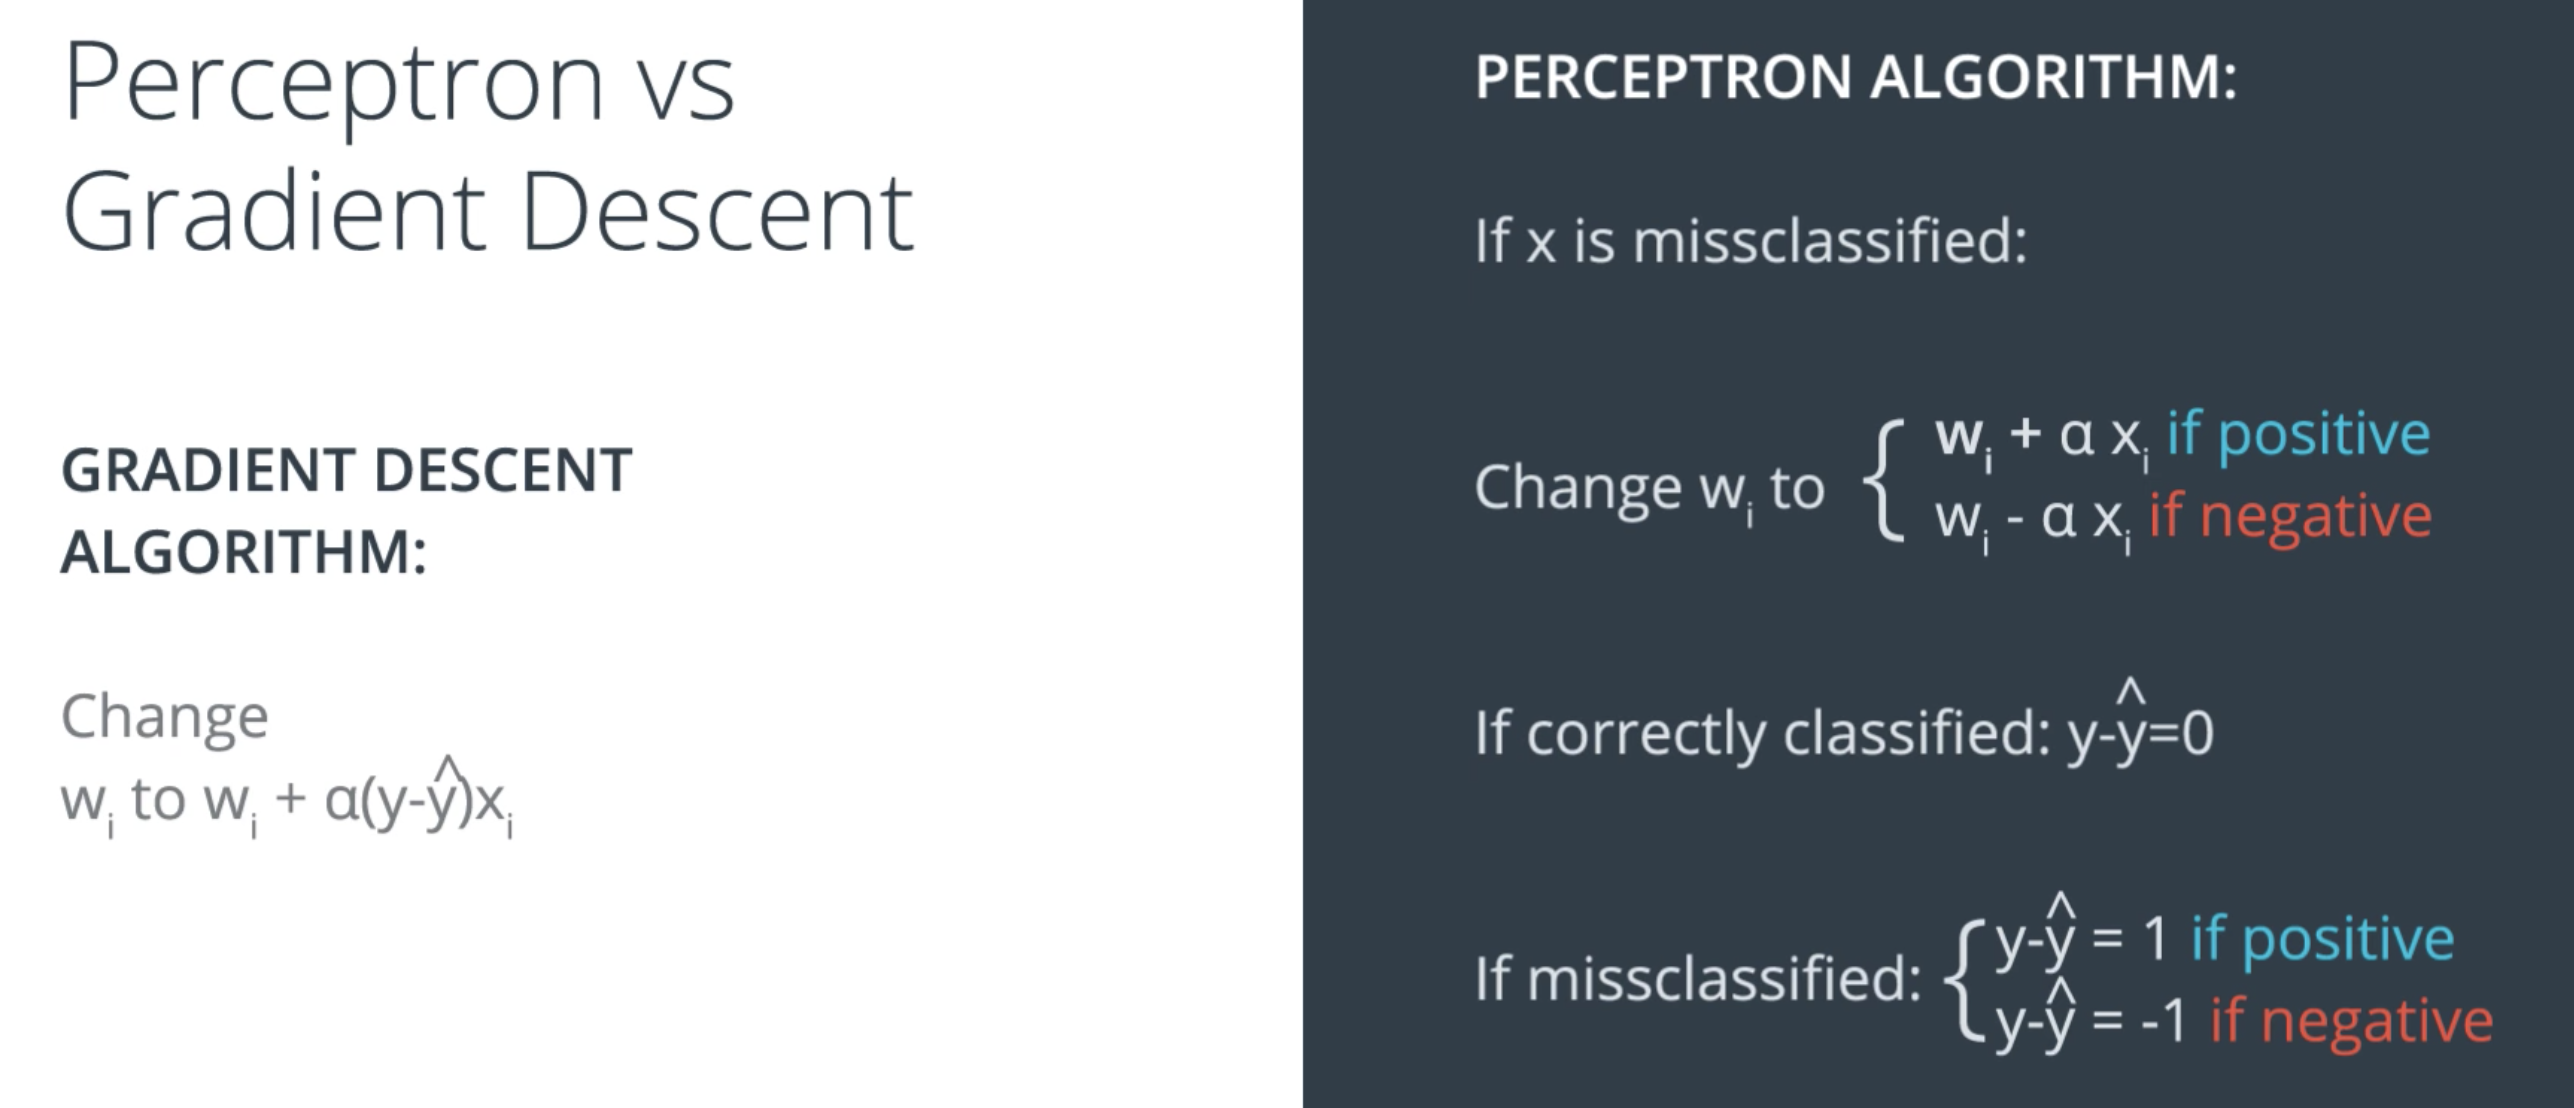 Perceptron vs
Gradient Descent
GRADIENT DESCENT
ALGORITHM:
Change
wᵢ to wᵢ + α(y-ŷ)xᵢ
PERCEPTRON ALGORITHM:
If x is missclassified:
Change wᵢ to { wᵢ + α xᵢ if positive
wᵢ - α xᵢ if negative
If correctly classified: y-ŷ=0
If missclassified: { y-ŷ = 1 if positive
y-ŷ = -1 if negative